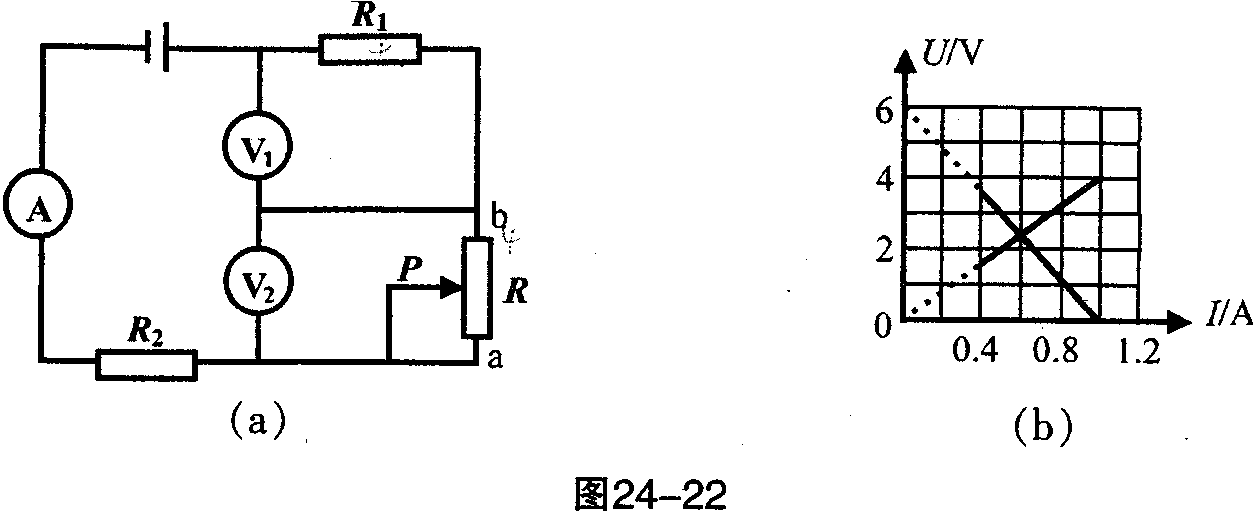 R₁
V₁
A
b
V₂
P
R
R₂
a
(a)
U/V
6
4
2
0
I/A
0.4 0.8 1.2
(b)
图24-22